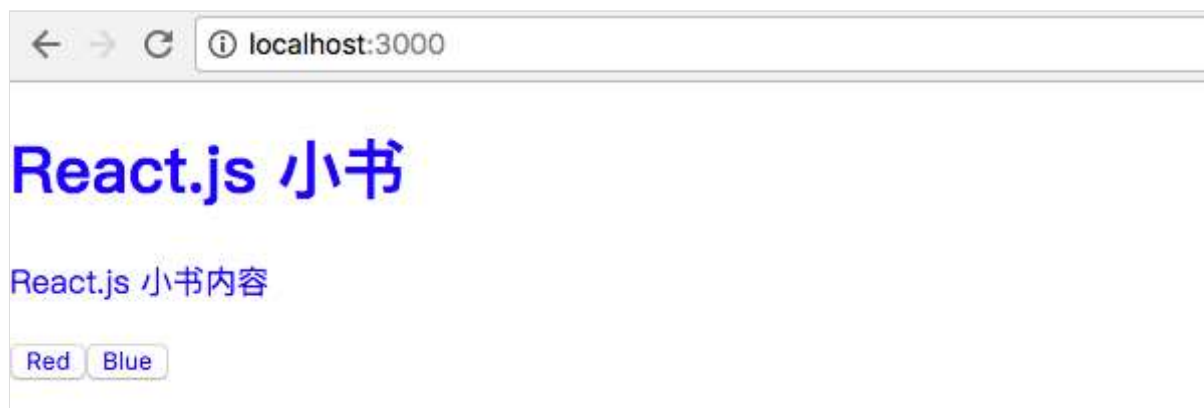 localhost:3000
React.js 小书
React.js 小书内容
Red Blue